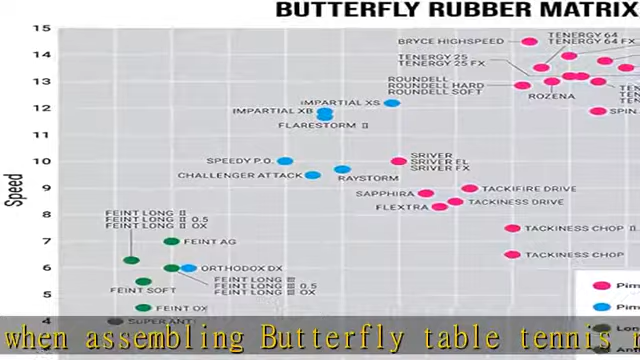 BUTTERFLY RUBBER MATRIX
15
BRYCE HIGHSPEED
TENERGY 64
TENERGY 64 FX
14
TENERGY 25
TENERGY 25 FX
13
ROUNDELL
ROUNDELL HARD
ROUNDELL SOFT
ROZENA
IMPARTIAL XS
12
IMPARTIAL XB
FLARESTORM II
SPIN
11
10
SPEEDY P.O.
SRIVER
SRIVER EL
SRIVER FX
CHALLENGER ATTACK
RAYSTORM
Speed
9
SAPPHIRA
TACKIFIRE DRIVE
FLEXTRA
TACKINESS DRIVE
8
FEINT LONG II
FEINT LONG II 0.5
FEINT LONG II OX
TACKINESS CHOP II
7
FEINT AG
TACKINESS CHOP
6
ORTHODOX DX
FEINT LONG III
FEINT LONG III 0.5
FEINT LONG III OX
FEINT SOFT
5
FEINT OX
4
SUPER ANTI
when assembling Butterfly table tennis